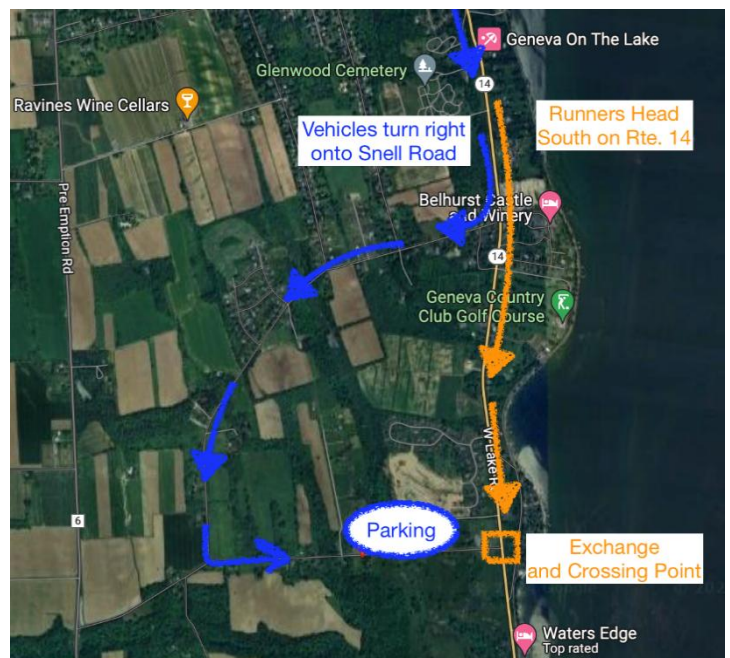 Geneva On The Lake
Glenwood Cemetery
14
Ravines Wine Cellars
Vehicles turn right
onto Snell Road
Runners Head
South on Rte. 14
Pre Emption Rd
Belhurst Castle
and Winery
14
Geneva Country
Club Golf Course
W Lake R
6
Parking
Exchange
and Crossing Point
Waters Edge
Top rated